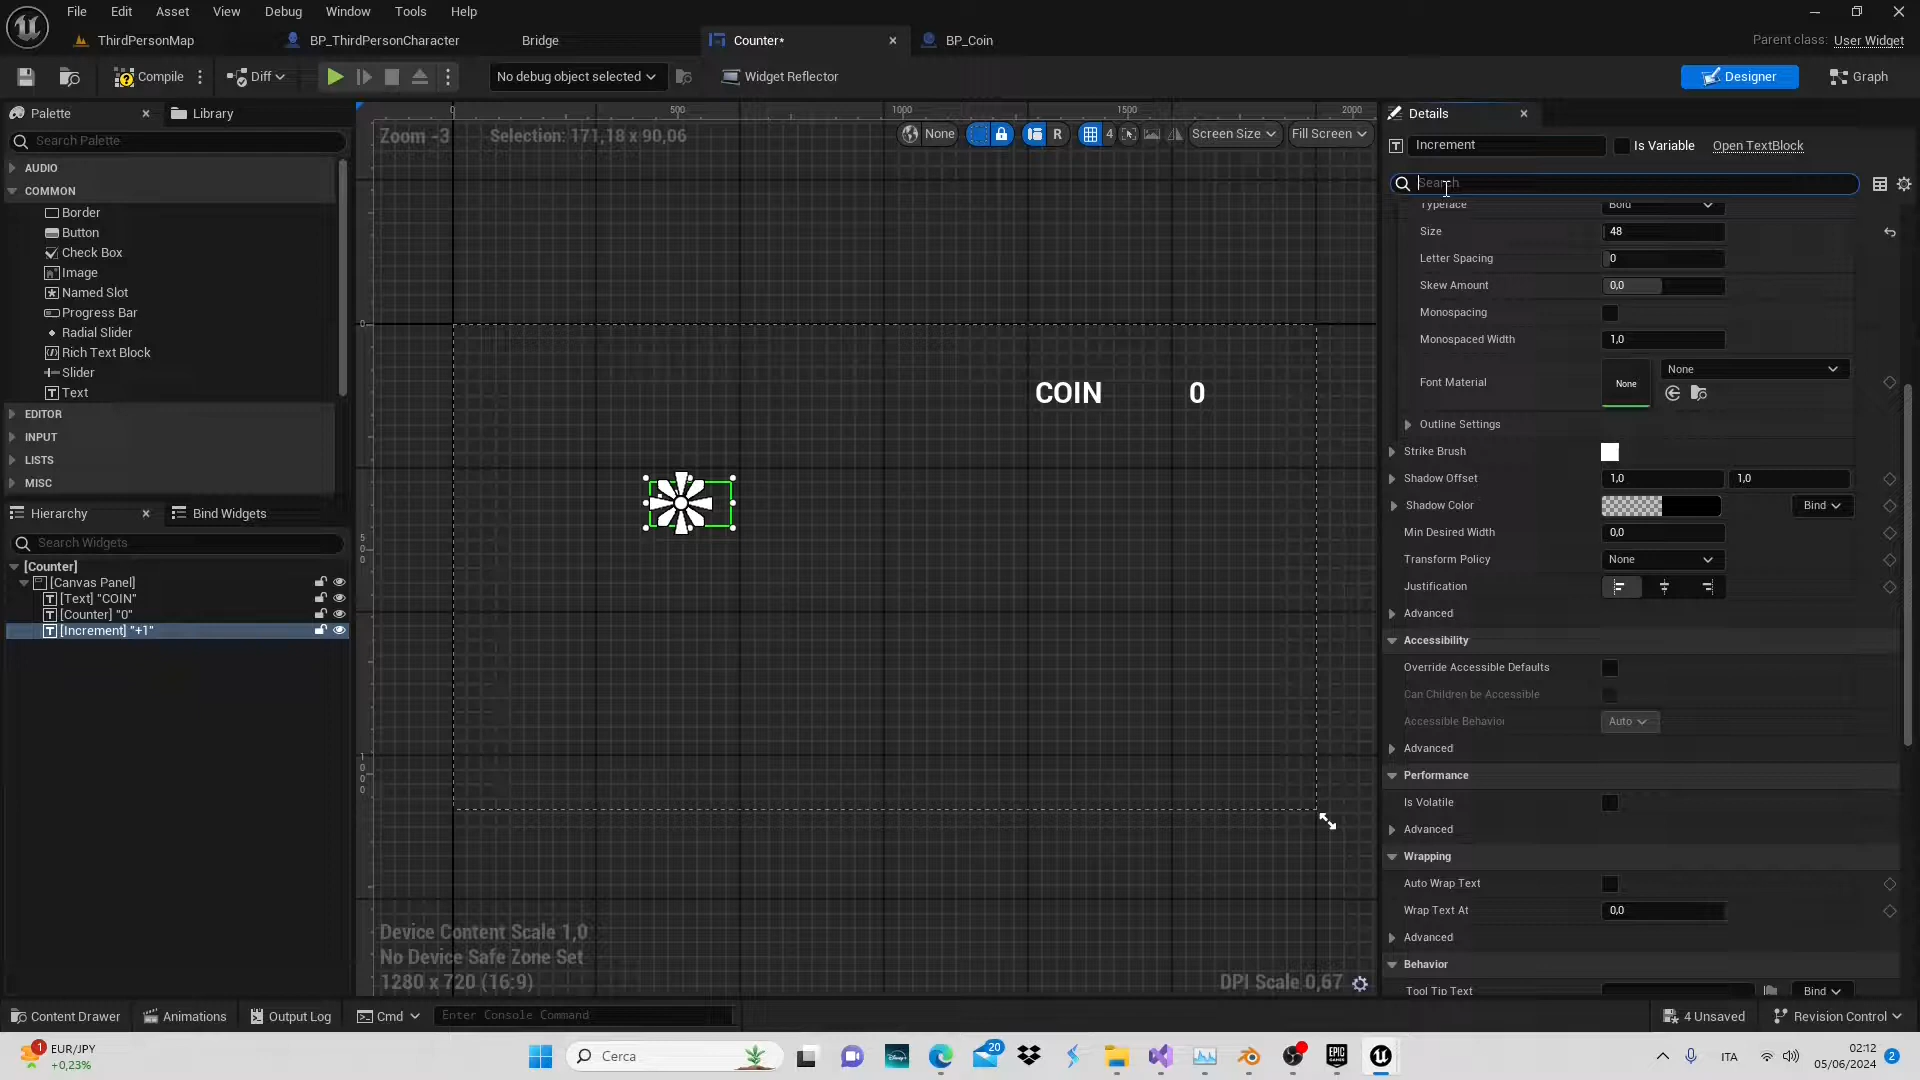 File Edit Asset View Debug Window Tools Help
ThirdPersonMap BP_ThirdPersonCharacter Bridge Counter* BP_Coin Parent class: User Widget
Compile Diff No debug object selected Widget Reflector Designer Graph
Palette Library
Search Palette
AUDIO
COMMON
Border
Button
Check Box
Image
Named Slot
Progress Bar
Radial Slider
Rich Text Block
Slider
Text
EDITOR
INPUT
LISTS
MISC
Hierarchy Bind Widgets
Search Widgets
[Counter]
[Canvas Panel]
[Text] "COIN"
[Counter] "0"
[Increment] "+1"
0 500 1000 1500 2000
Zoom -3 Selection: 171,18 x 90,06 None R 4 Screen Size Fill Screen
0
500
1000
COIN 0
Device Content Scale 1,0
No Device Safe Zone Set
1280 x 720 (16:9) DPI Scale 0,67
Details
Increment Is Variable Open TextBlock
Search
Typeface Bold
Size 48
Letter Spacing 0
Skew Amount 0,0
Monospacing
Monospaced Width 1,0
Font Material None None
Outline Settings
Strike Brush
Shadow Offset 1,0 1,0
Shadow Color Bind
Min Desired Width 0,0
Transform Policy None
Justification
Advanced
Accessibility
Override Accessible Defaults
Can Children be Accessible
Accessible Behavior Auto
Advanced
Performance
Is Volatile
Advanced
Wrapping
Auto Wrap Text
Wrap Text At 0,0
Advanced
Behavior
Tool Tip Text Bind
Content Drawer Animations Output Log Cmd Enter Console Command 4 Unsaved Revision Control
1 EUR/JPY
+0,23%
Cerca
20
EPIC GAMES
ITA
02:12
05/06/2024
2